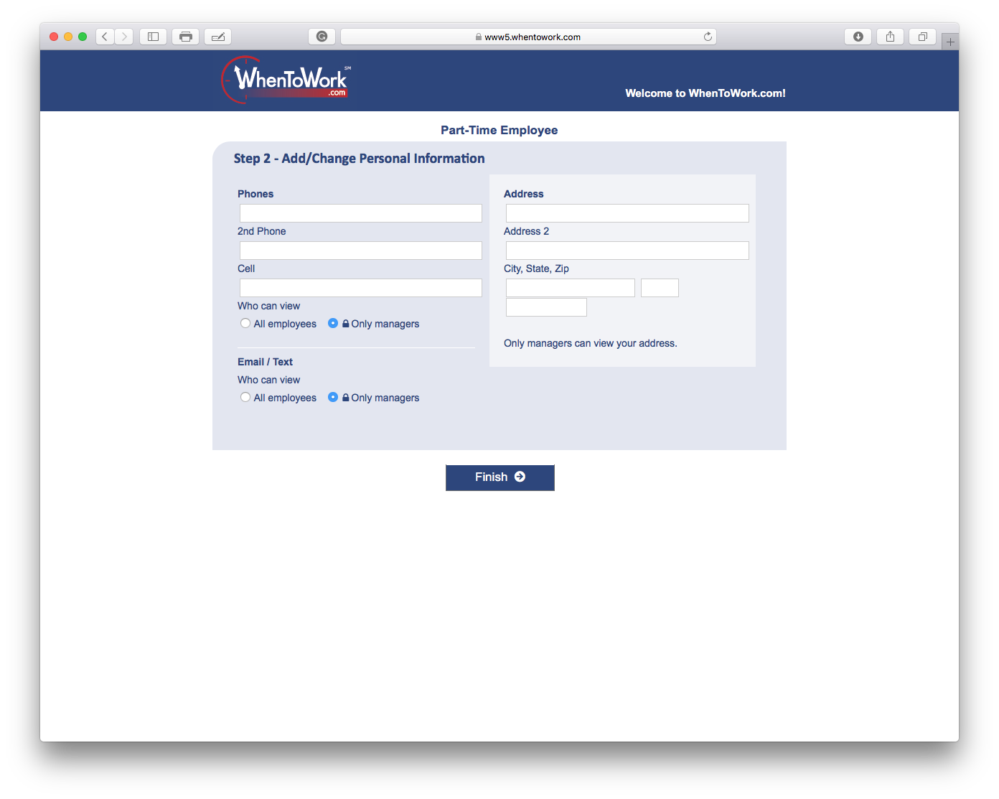 www5.whentowork.com
WhenToWork SM
.com
Welcome to WhenToWork.com!
Part-Time Employee
Step 2 - Add/Change Personal Information
Phones
2nd Phone
Cell
Who can view
All employees Only managers
Email / Text
Who can view
All employees Only managers
Address
Address 2
City, State, Zip
Only managers can view your address.
Finish